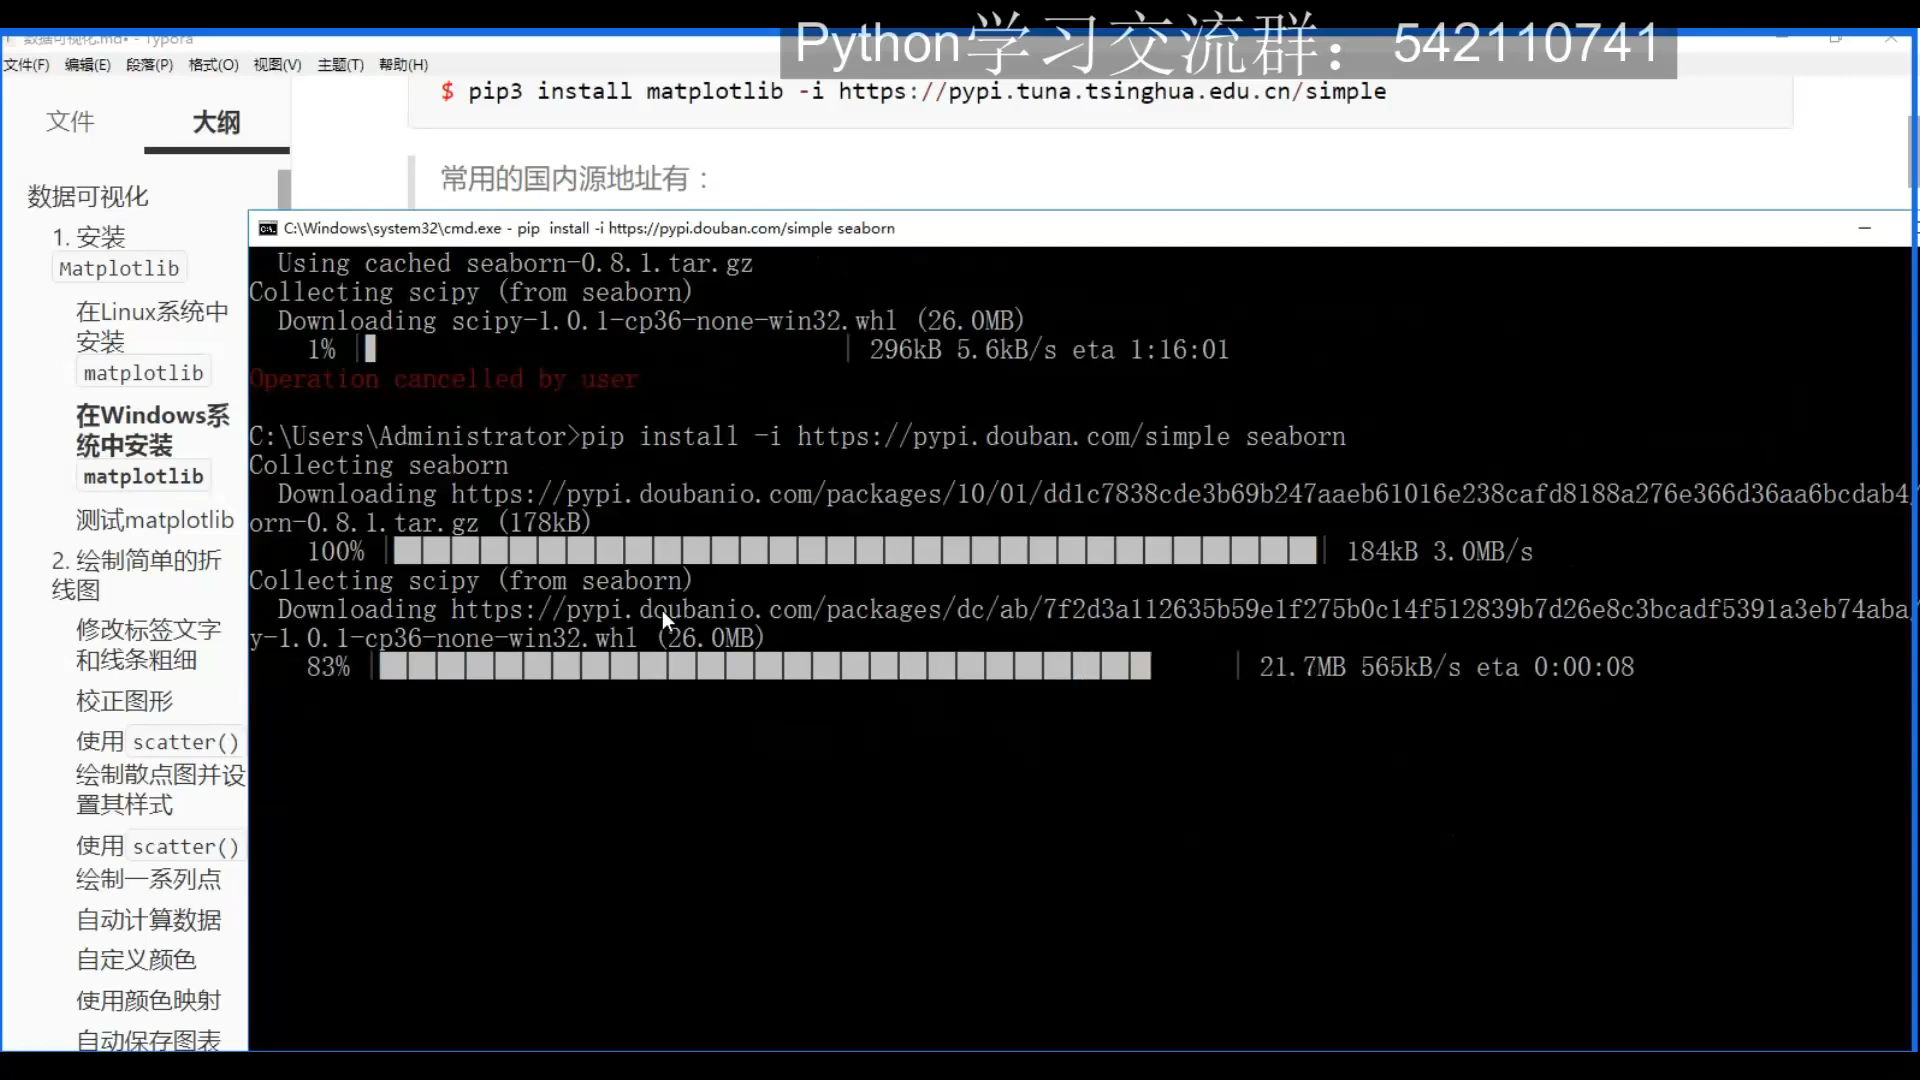 Python学习交流群：542110741
数据可视化.md• - Typora
文件(F) 编辑(E) 段落(P) 格式(O) 视图(V) 主题(T) 帮助(H)
$ pip3 install matplotlib -i https://pypi.tuna.tsinghua.edu.cn/simple
常用的国内源地址有：
文件 大纲
数据可视化
1. 安装
Matplotlib
在Linux系统中
安装
matplotlib
在Windows系
统中安装
matplotlib
测试matplotlib
2. 绘制简单的折
线图
修改标签文字
和线条粗细
校正图形
使用 scatter()
绘制散点图并设
置其样式
使用 scatter()
绘制一系列点
自动计算数据
自定义颜色
使用颜色映射
自动保存图表
C:\Windows\system32\cmd.exe - pip install -i https://pypi.douban.com/simple seaborn
Using cached seaborn-0.8.1.tar.gz
Collecting scipy (from seaborn)
Downloading scipy-1.0.1-cp36-none-win32.whl (26.0MB)
1% | | 296kB 5.6kB/s eta 1:16:01
Operation cancelled by user
C:\Users\Administrator>pip install -i https://pypi.douban.com/simple seaborn
Collecting seaborn
Downloading https://pypi.doubanio.com/packages/10/01/dd1c7838cde3b69b247aaeb61016e238cafd8188a276e366d36aa6bcdab4/
orn-0.8.1.tar.gz (178kB)
100% | | 184kB 3.0MB/s
Collecting scipy (from seaborn)
Downloading https://pypi.doubanio.com/packages/dc/ab/7f2d3a112635b59e1f275b0c14f512839b7d26e8c3bcadf5391a3eb74aba/
y-1.0.1-cp36-none-win32.whl (26.0MB)
83% | | 21.7MB 565kB/s eta 0:00:08